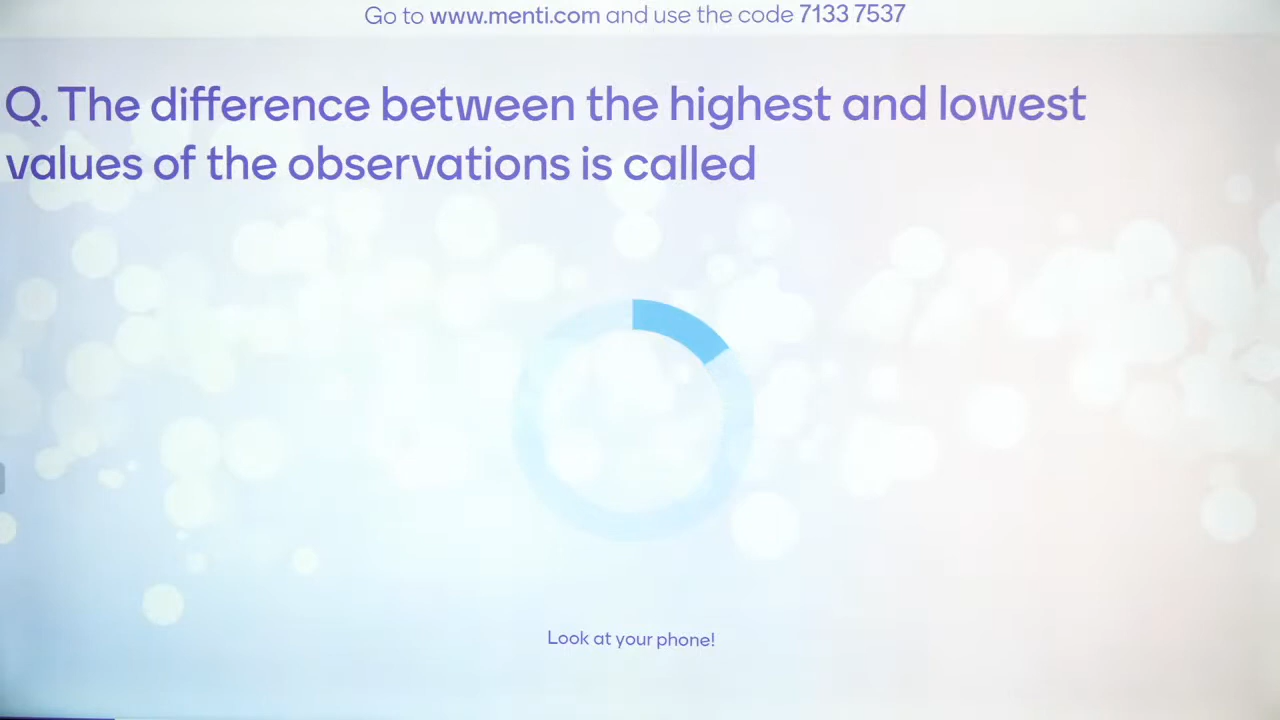 Go to www.menti.com and use the code 7133 7537
Q. The difference between the highest and lowest
values of the observations is called
Look at your phone!